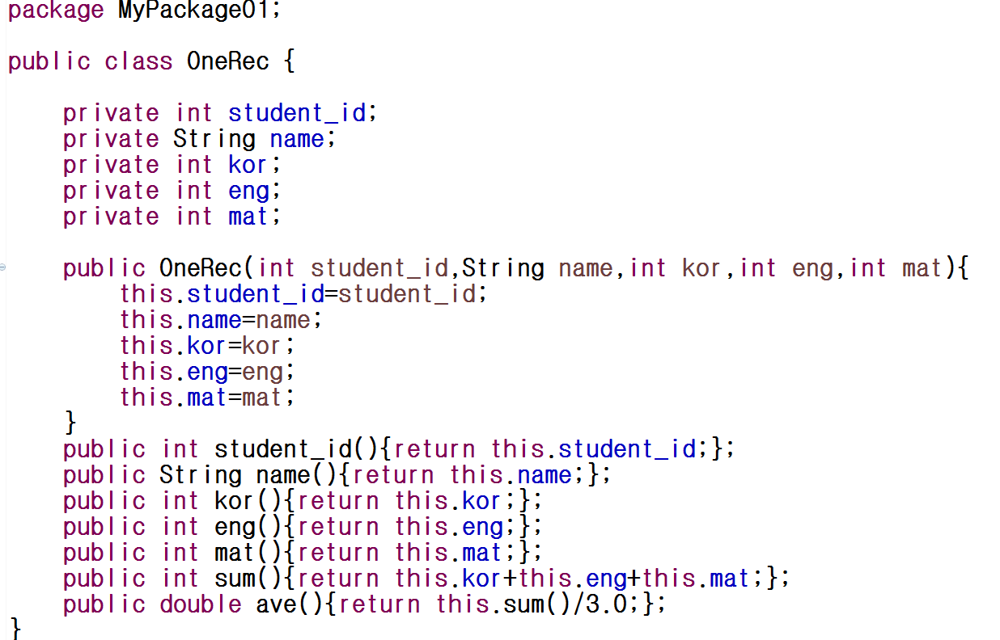 package MyPackage01;
public class OneRec {
private int student_id;
private String name;
private int kor;
private int eng;
private int mat;
public OneRec(int student_id,String name,int kor,int eng,int mat){
this.student_id=student_id;
this.name=name;
this.kor=kor;
this.eng=eng;
this.mat=mat;
}
public int student_id(){return this.student_id;};
public String name(){return this.name;};
public int kor(){return this.kor;};
public int eng(){return this.eng;};
public int mat(){return this.mat;};
public int sum(){return this.kor+this.eng+this.mat;};
public double ave(){return this.sum()/3.0;};
}